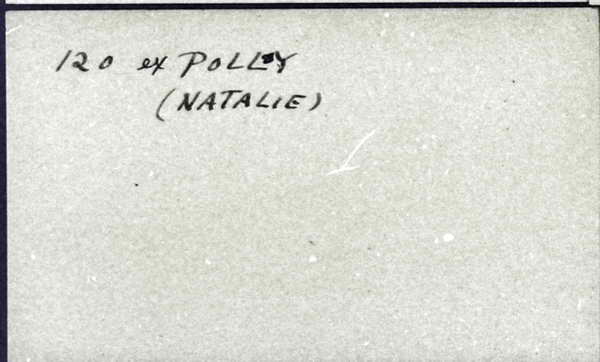 120 ex POLLY
(NATALIE)